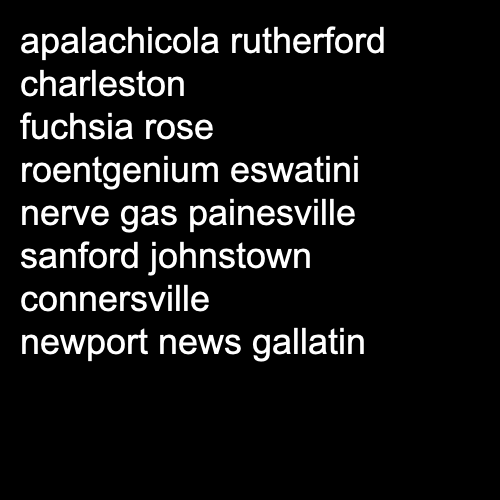 apalachicola rutherford
charleston
fuchsia rose
roentgenium eswatini
nerve gas painesville
sanford johnstown
connersville
newport news gallatin